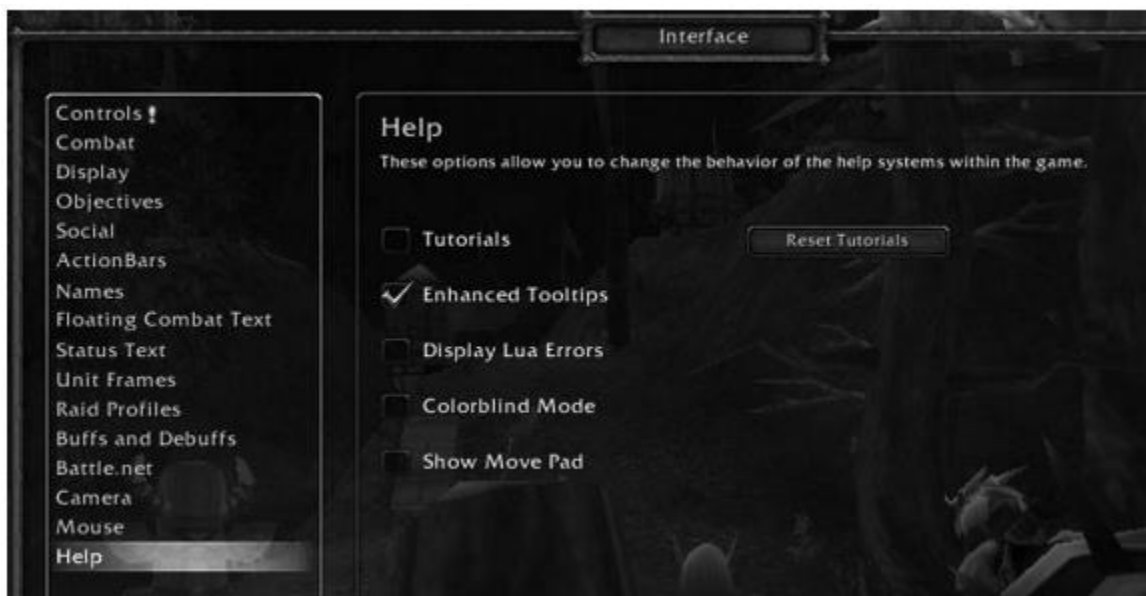 Interface
Controls !
Combat
Display
Objectives
Social
ActionBars
Names
Floating Combat Text
Status Text
Unit Frames
Raid Profiles
Buffs and Debuffs
Battle.net
Camera
Mouse
Help
Help
These options allow you to change the behavior of the help systems within the game.
Tutorials
Reset Tutorials
Enhanced Tooltips
Display Lua Errors
Colorblind Mode
Show Move Pad